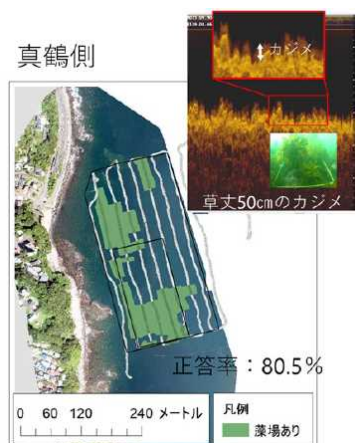 真鶴側
カジメ
草丈50㎝のカジメ
正答率：80.5%
0 60 120 240 メートル
凡例
藻場あり